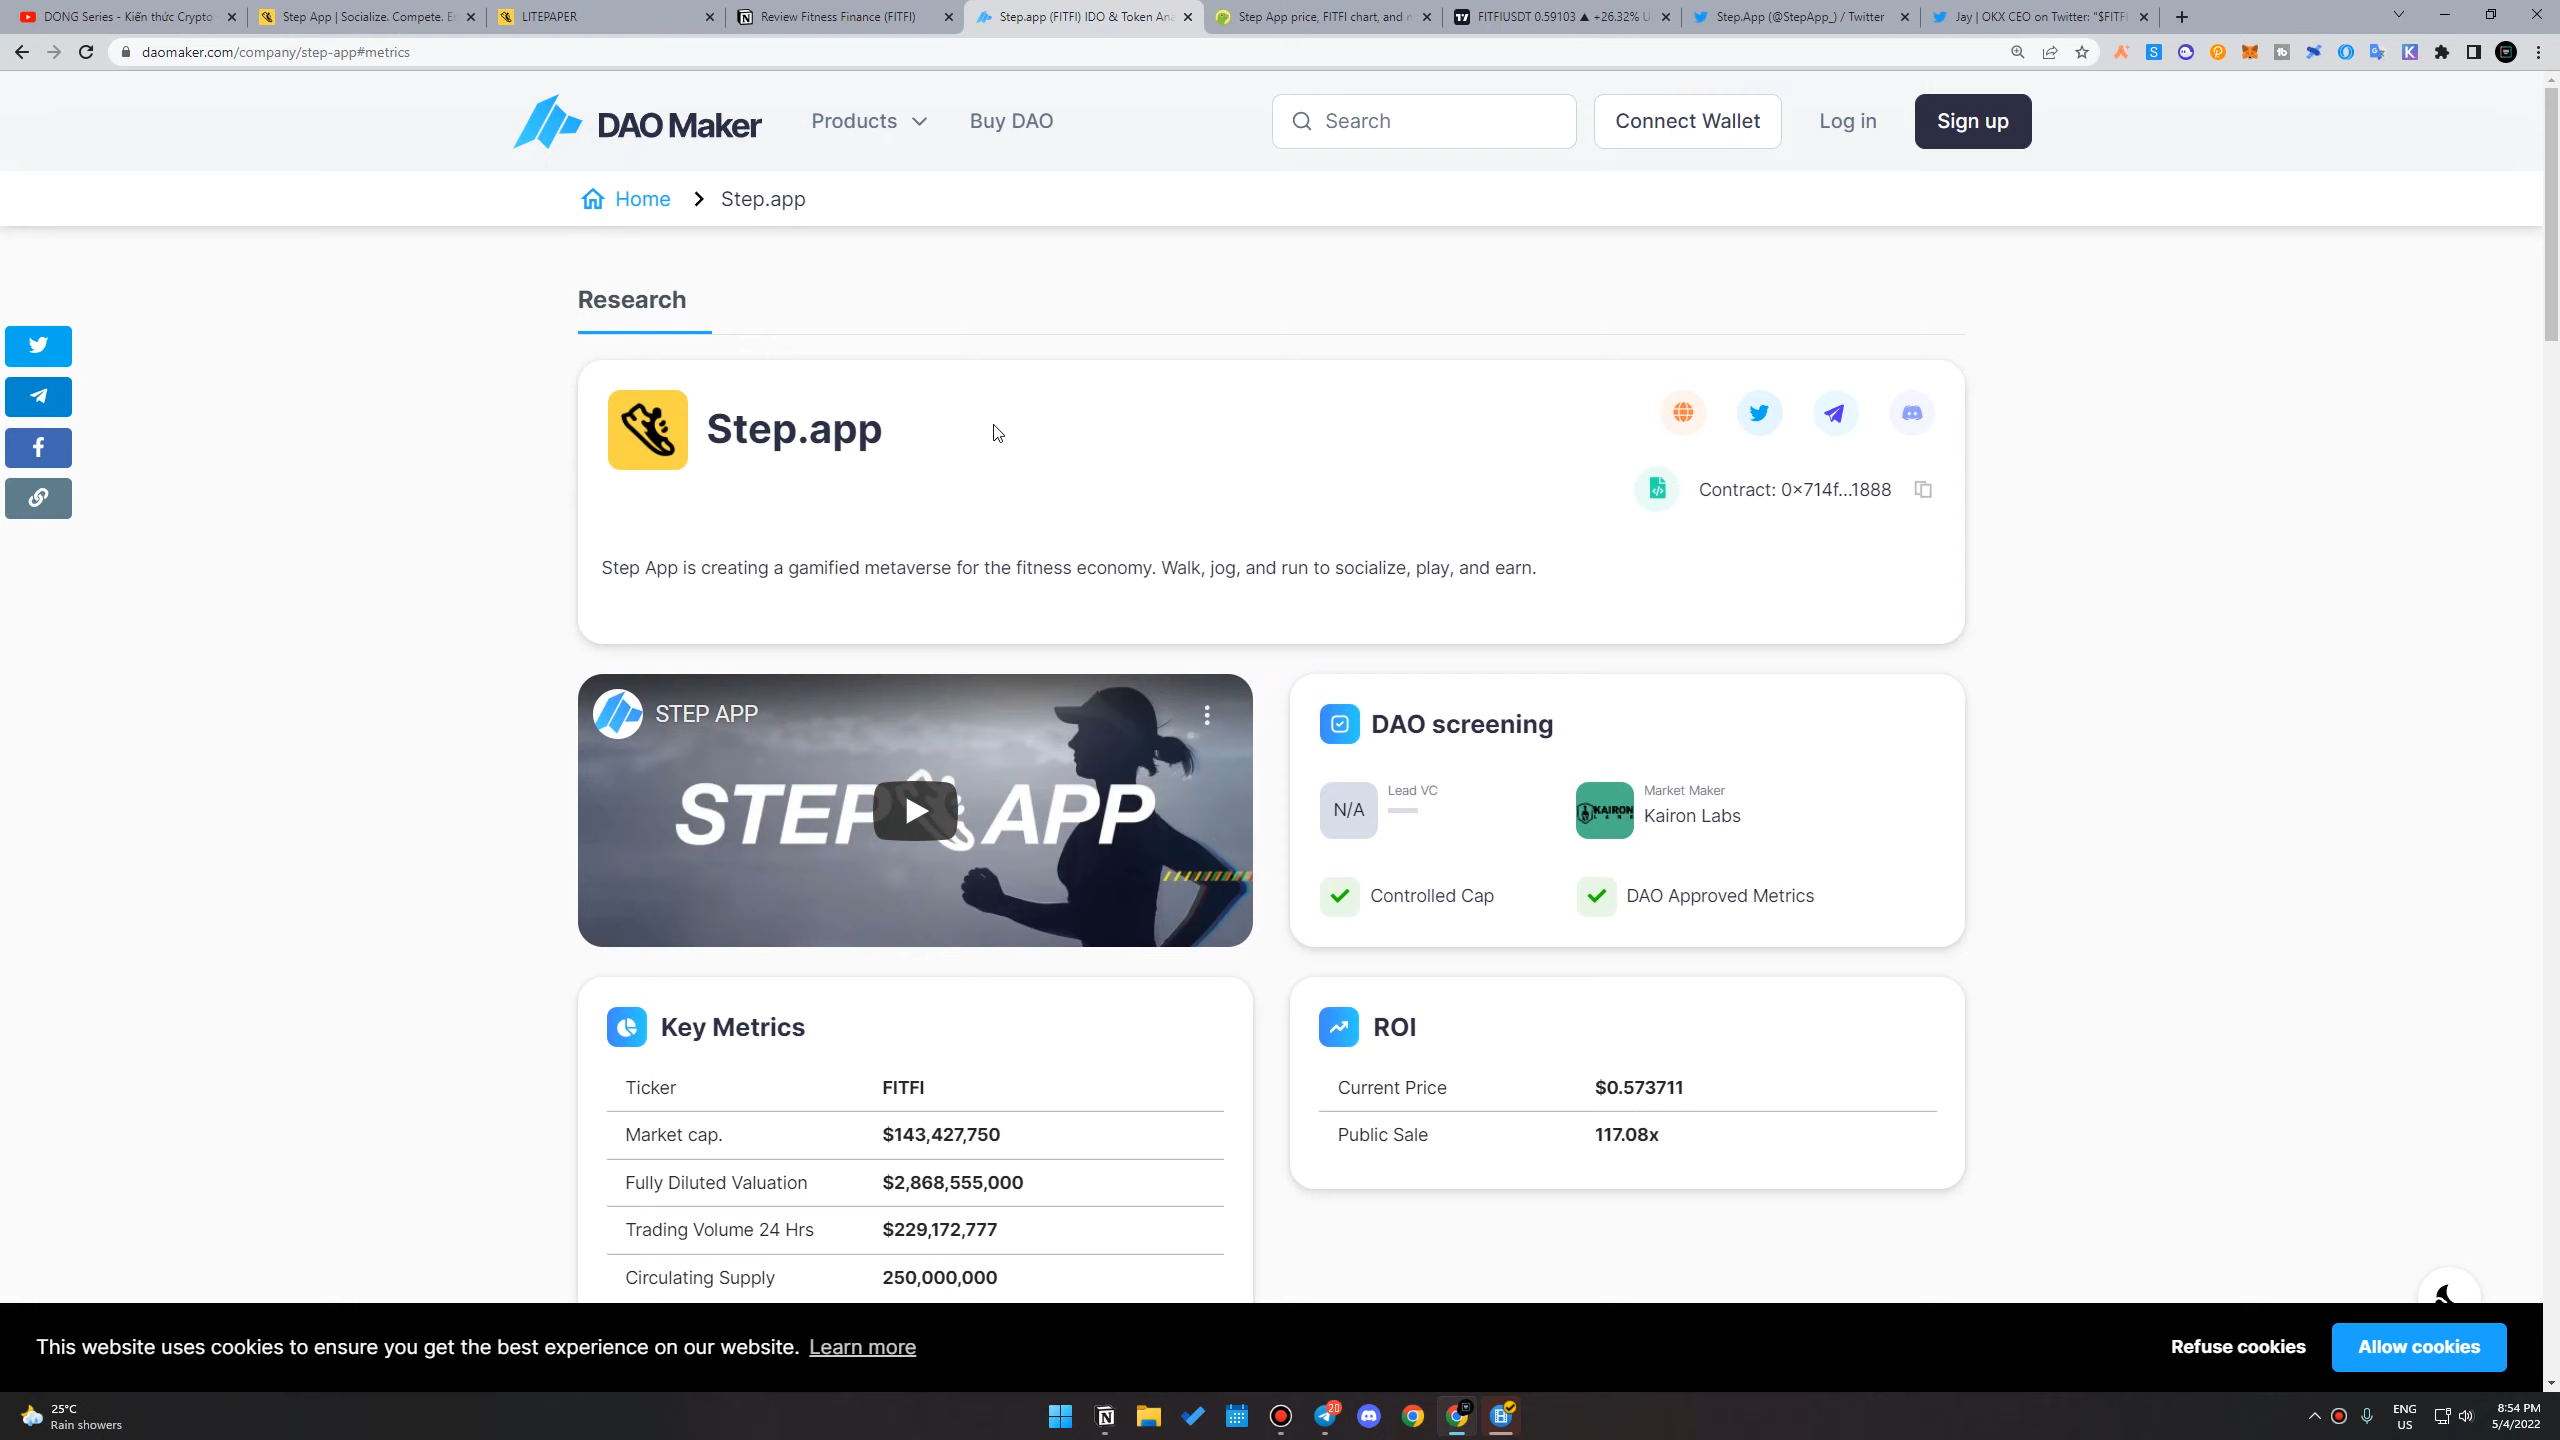 DONG Series - Kiến thức Crypto
Step App | Socialize. Compete. E
LITEPAPER
Review Fitness Finance (FITFI)
Step.app (FITFI) IDO & Token Ana
Step App price, FITFI chart, and m
FITFIUSDT 0.59103 ▲ +26.32% U
Step.App (@StepApp_) / Twitter
Jay | OKX CEO on Twitter: "$FITFI
daomaker.com/company/step-app#metrics
DAO Maker
Products
Buy DAO
Search
Connect Wallet
Log in
Sign up
Home
Step.app
Research
Step.app
Contract: 0×714f...1888
Step App is creating a gamified metaverse for the fitness economy. Walk, jog, and run to socialize, play, and earn.
STEP APP
STEP APP
DAO screening
N/A
Lead VC
KAIRON
LABS
Market Maker
Kairon Labs
Controlled Cap
DAO Approved Metrics
Key Metrics
Ticker FITFI
Market cap. $143,427,750
Fully Diluted Valuation $2,868,555,000
Trading Volume 24 Hrs $229,172,777
Circulating Supply 250,000,000
ROI
Current Price $0.573711
Public Sale 117.08x
This website uses cookies to ensure you get the best experience on our website. Learn more
Refuse cookies
Allow cookies
25°C
Rain showers
20
ENG
US
8:54 PM
5/4/2022